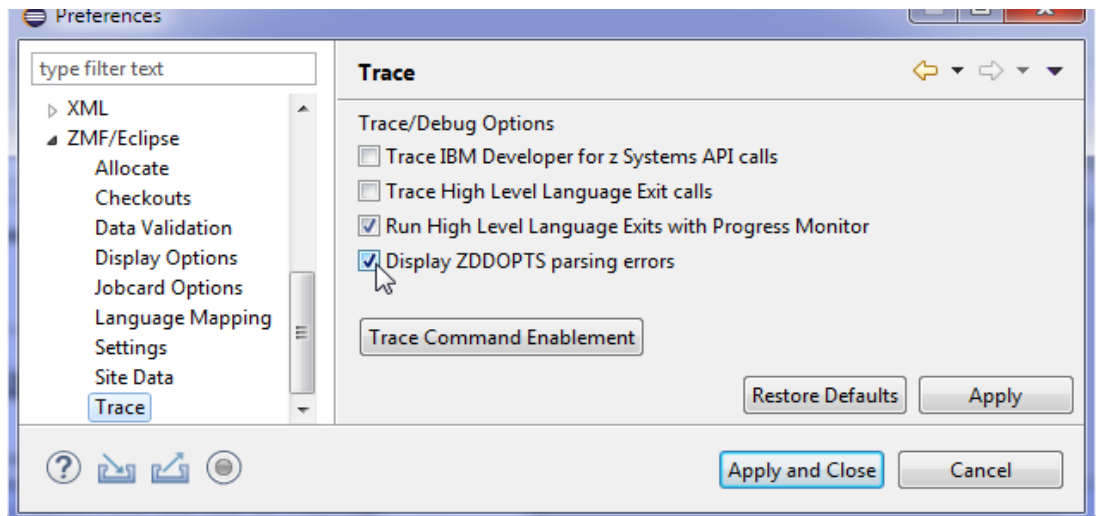 Preferences
type filter text
XML
ZMF/Eclipse
Allocate
Checkouts
Data Validation
Display Options
Jobcard Options
Language Mapping
Settings
Site Data
Trace
Trace
Trace/Debug Options
Trace IBM Developer for z Systems API calls
Trace High Level Language Exit calls
Run High Level Language Exits with Progress Monitor
Display ZDDOPTS parsing errors
Trace Command Enablement
Restore Defaults
Apply
Apply and Close
Cancel